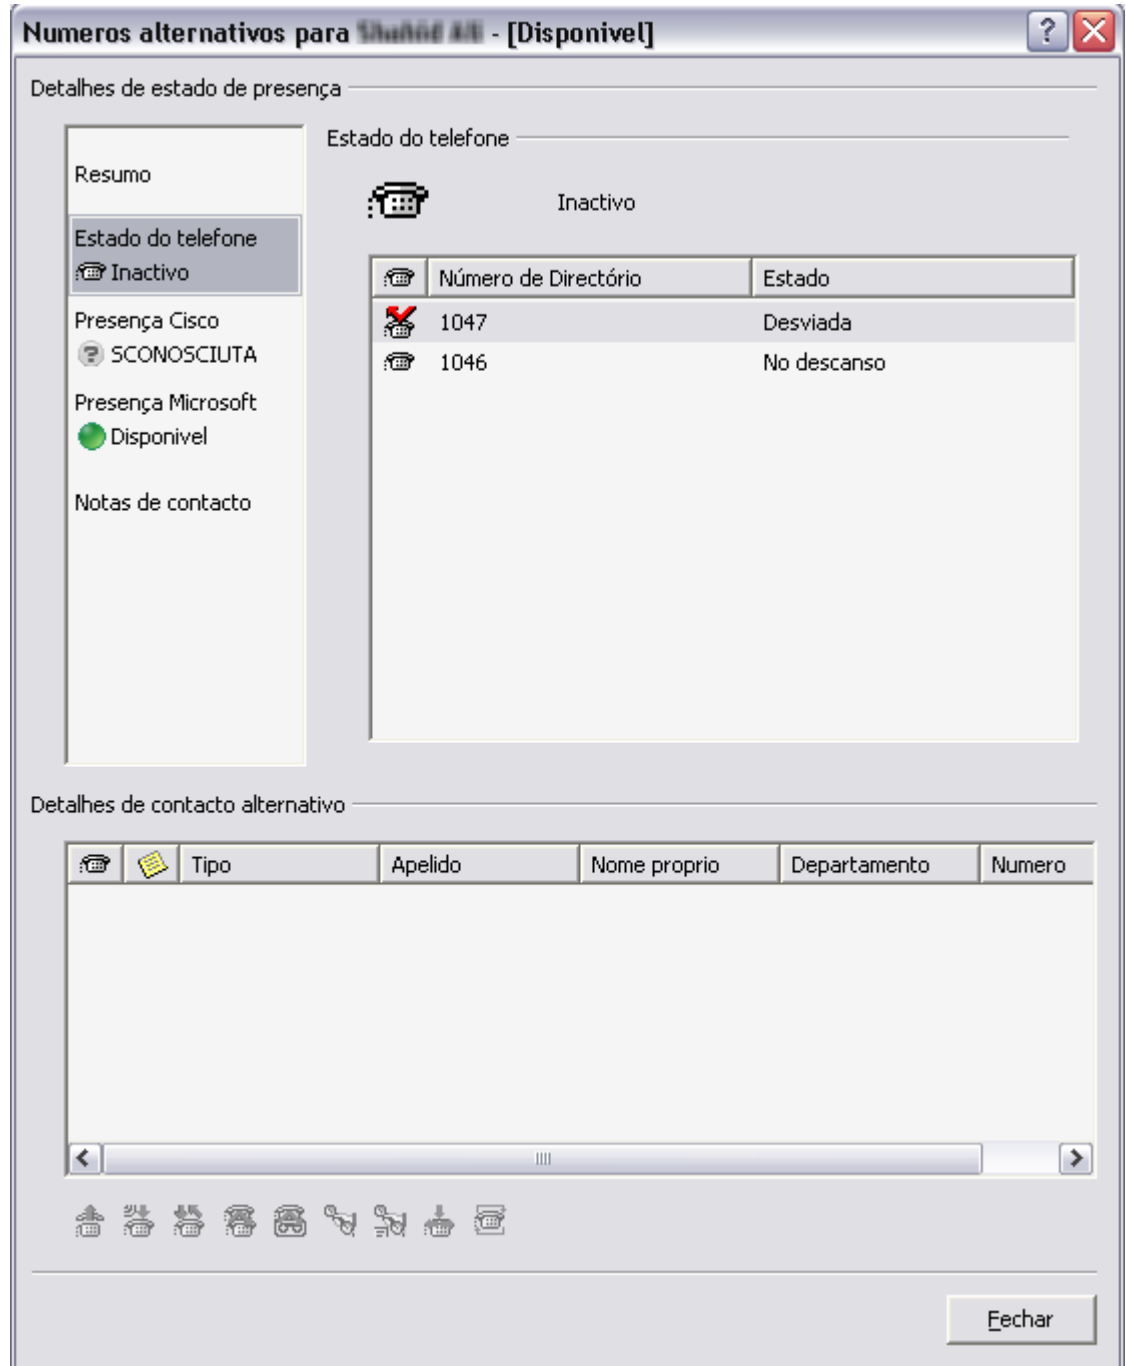 Numeros alternativos para - [Disponivel]
Detalhes de estado de presença
Resumo
Estado do telefone
Inactivo
Presença Cisco
SCONOSCIUTA
Presença Microsoft
Disponivel
Notas de contacto
Estado do telefone
Inactivo
Número de Directório Estado
1047 Desviada
1046 No descanso
Detalhes de contacto alternativo
Tipo Apelido Nome proprio Departamento Numero
Fechar